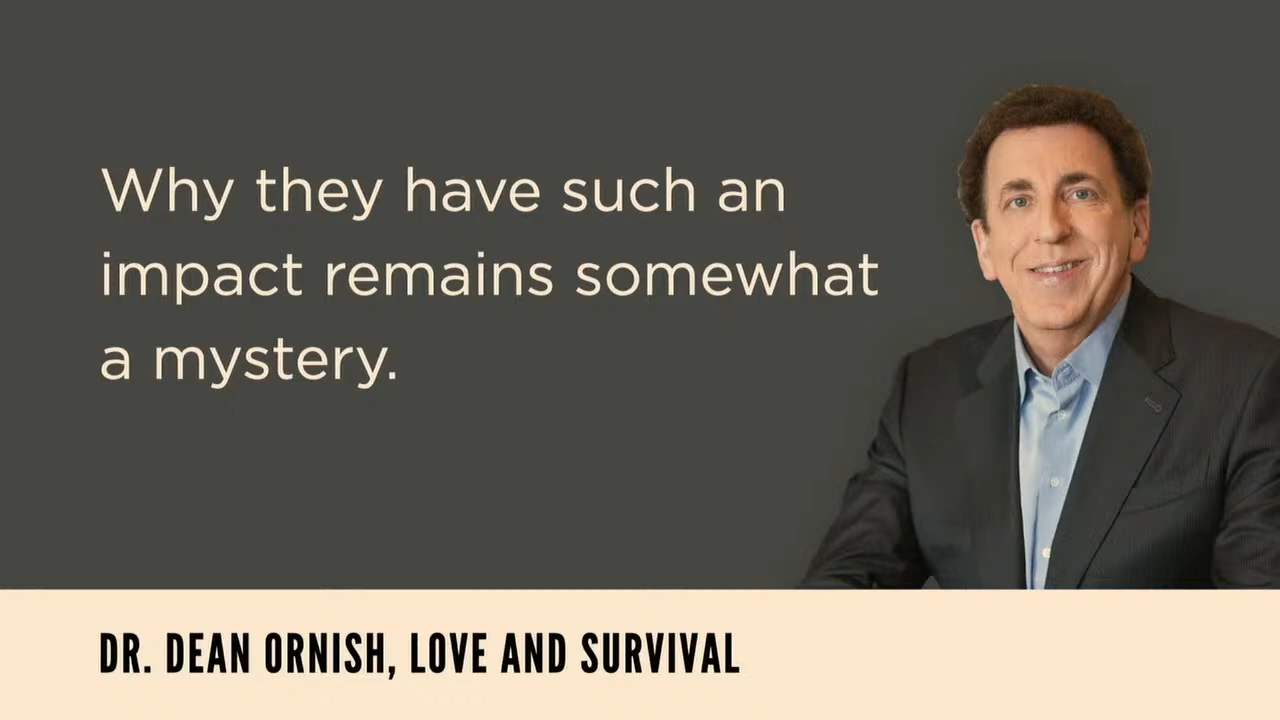 Why they have such an
impact remains somewhat
a mystery.
DR. DEAN ORNISH, LOVE AND SURVIVAL